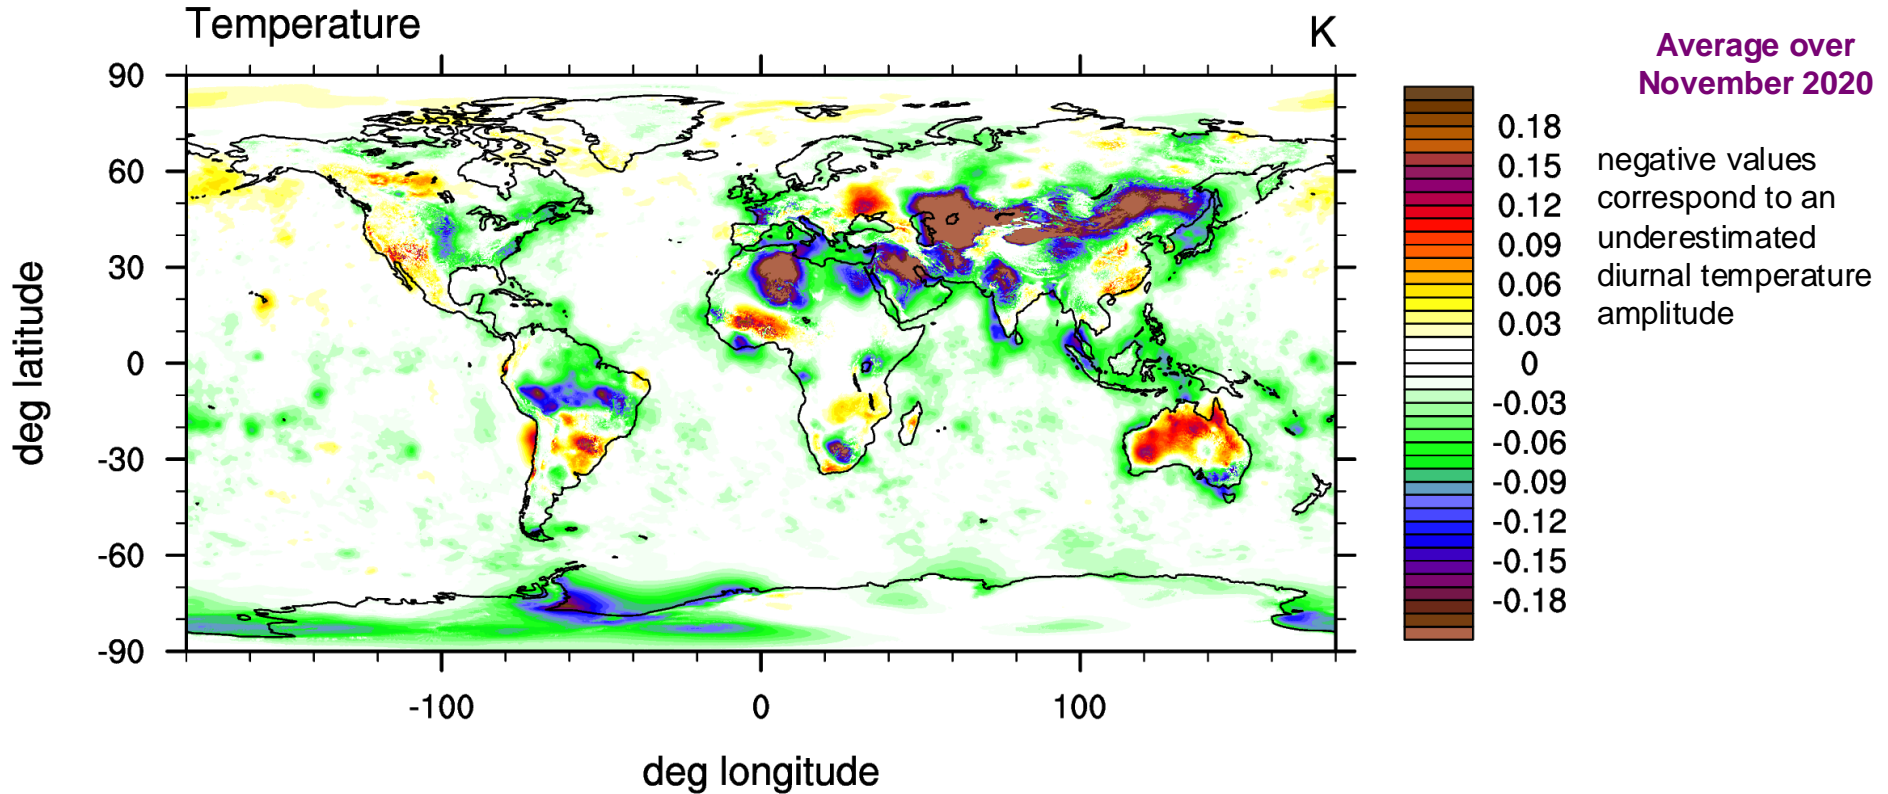 Temperature
K
90
60
30
0
-30
-60
-90
deg latitude
-100
0
100
deg longitude
0.18
0.15
0.12
0.09
0.06
0.03
0
-0.03
-0.06
-0.09
-0.12
-0.15
-0.18
Average over
November 2020
negative values
correspond to an
underestimated
diurnal temperature
amplitude